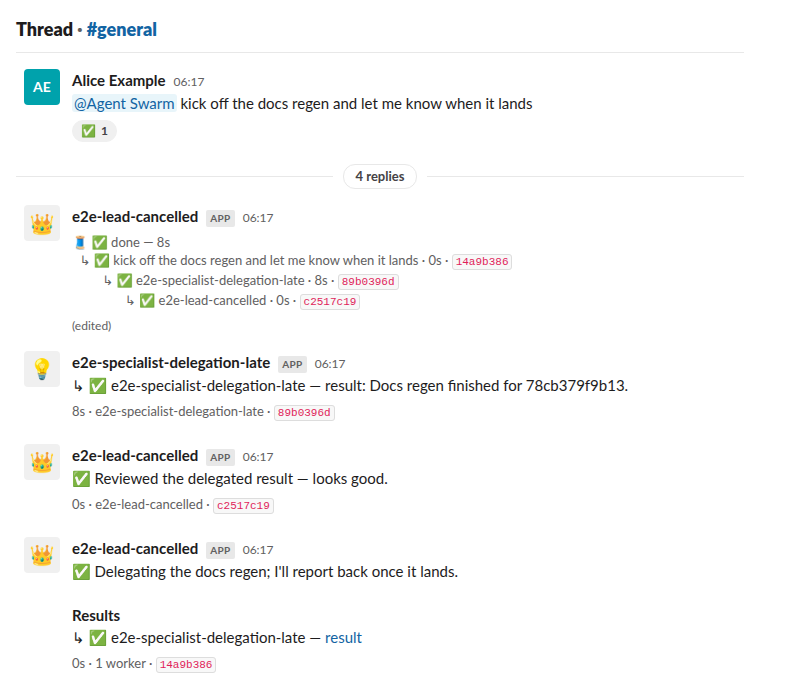 Thread • #general
AE
Alice Example 06:17
@Agent Swarm kick off the docs regen and let me know when it lands
✅ 1
4 replies
e2e-lead-cancelled APP 06:17
🧵 ✅ done — 8s
↳ ✅ kick off the docs regen and let me know when it lands · 0s · 14a9b386
↳ ✅ e2e-specialist-delegation-late · 8s · 89b0396d
↳ ✅ e2e-lead-cancelled · 0s · c2517c19
(edited)
e2e-specialist-delegation-late APP 06:17
↳ ✅ e2e-specialist-delegation-late — result: Docs regen finished for 78cb379f9b13.
8s · e2e-specialist-delegation-late · 89b0396d
e2e-lead-cancelled APP 06:17
✅ Reviewed the delegated result — looks good.
0s · e2e-lead-cancelled · c2517c19
e2e-lead-cancelled APP 06:17
✅ Delegating the docs regen; I'll report back once it lands.
Results
↳ ✅ e2e-specialist-delegation-late — result
0s · 1 worker · 14a9b386